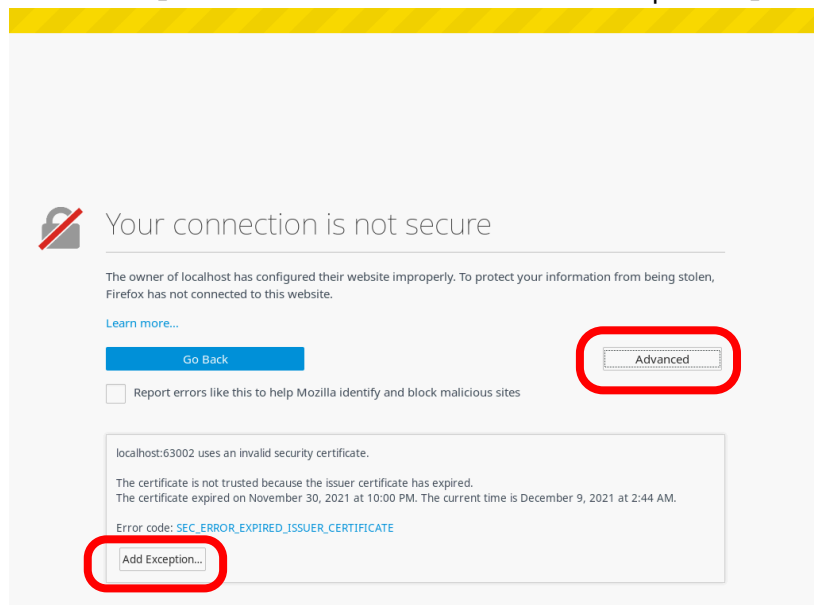 Your connection is not secure
The owner of localhost has configured their website improperly. To protect your information from being stolen,
Firefox has not connected to this website.
Learn more...
Go Back
Advanced
Report errors like this to help Mozilla identify and block malicious sites
localhost:63002 uses an invalid security certificate.
The certificate is not trusted because the issuer certificate has expired.
The certificate expired on November 30, 2021 at 10:00 PM. The current time is December 9, 2021 at 2:44 AM.
Error code: SEC_ERROR_EXPIRED_ISSUER_CERTIFICATE
Add Exception...